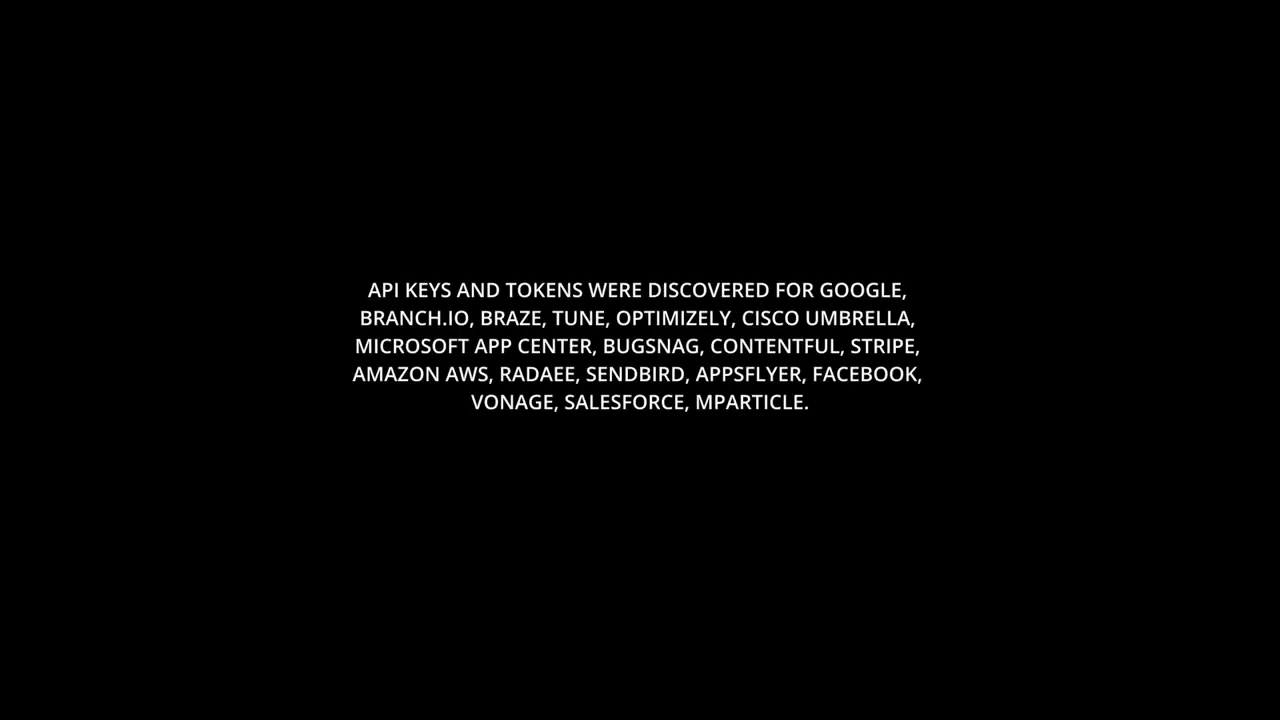 API KEYS AND TOKENS WERE DISCOVERED FOR GOOGLE,
BRANCH.IO, BRAZE, TUNE, OPTIMIZELY, CISCO UMBRELLA,
MICROSOFT APP CENTER, BUGSNAG, CONTENTFUL, STRIPE,
AMAZON AWS, RADAEE, SENDBIRD, APPSFLYER, FACEBOOK,
VONAGE, SALESFORCE, MPARTICLE.